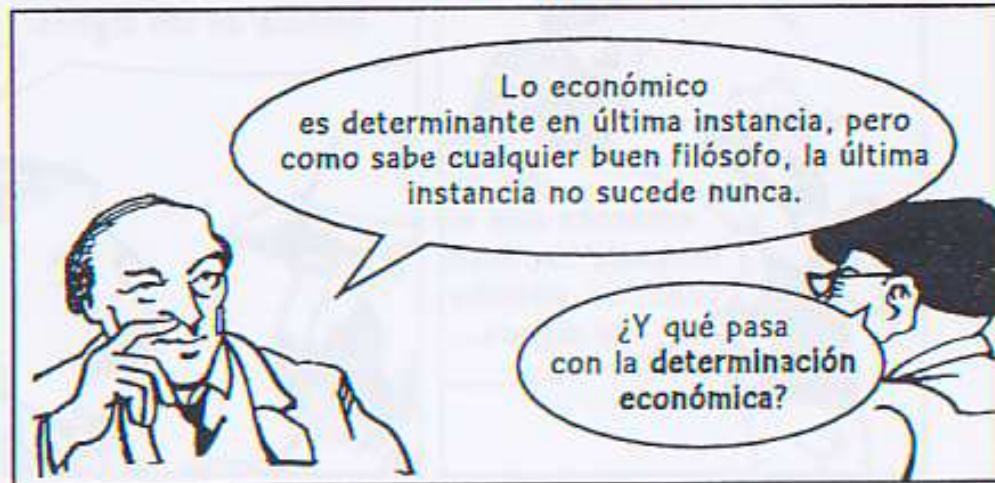 Lo económico
es determinante en última instancia, pero
como sabe cualquier buen filósofo, la última
instancia no sucede nunca.
¿Y qué pasa
con la determinación
económica?